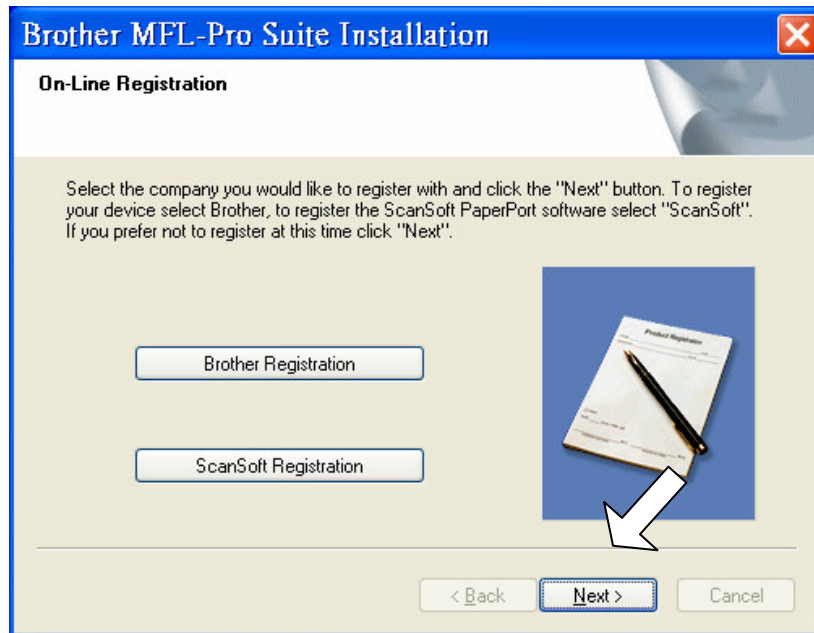 Brother MFL-Pro Suite Installation
On-Line Registration
Select the company you would like to register with and click the "Next" button. To register
your device select Brother, to register the ScanSoft PaperPort software select "ScanSoft".
If you prefer not to register at this time click "Next".
Product Registration
Brother Registration
ScanSoft Registration
< Back
Next >
Cancel